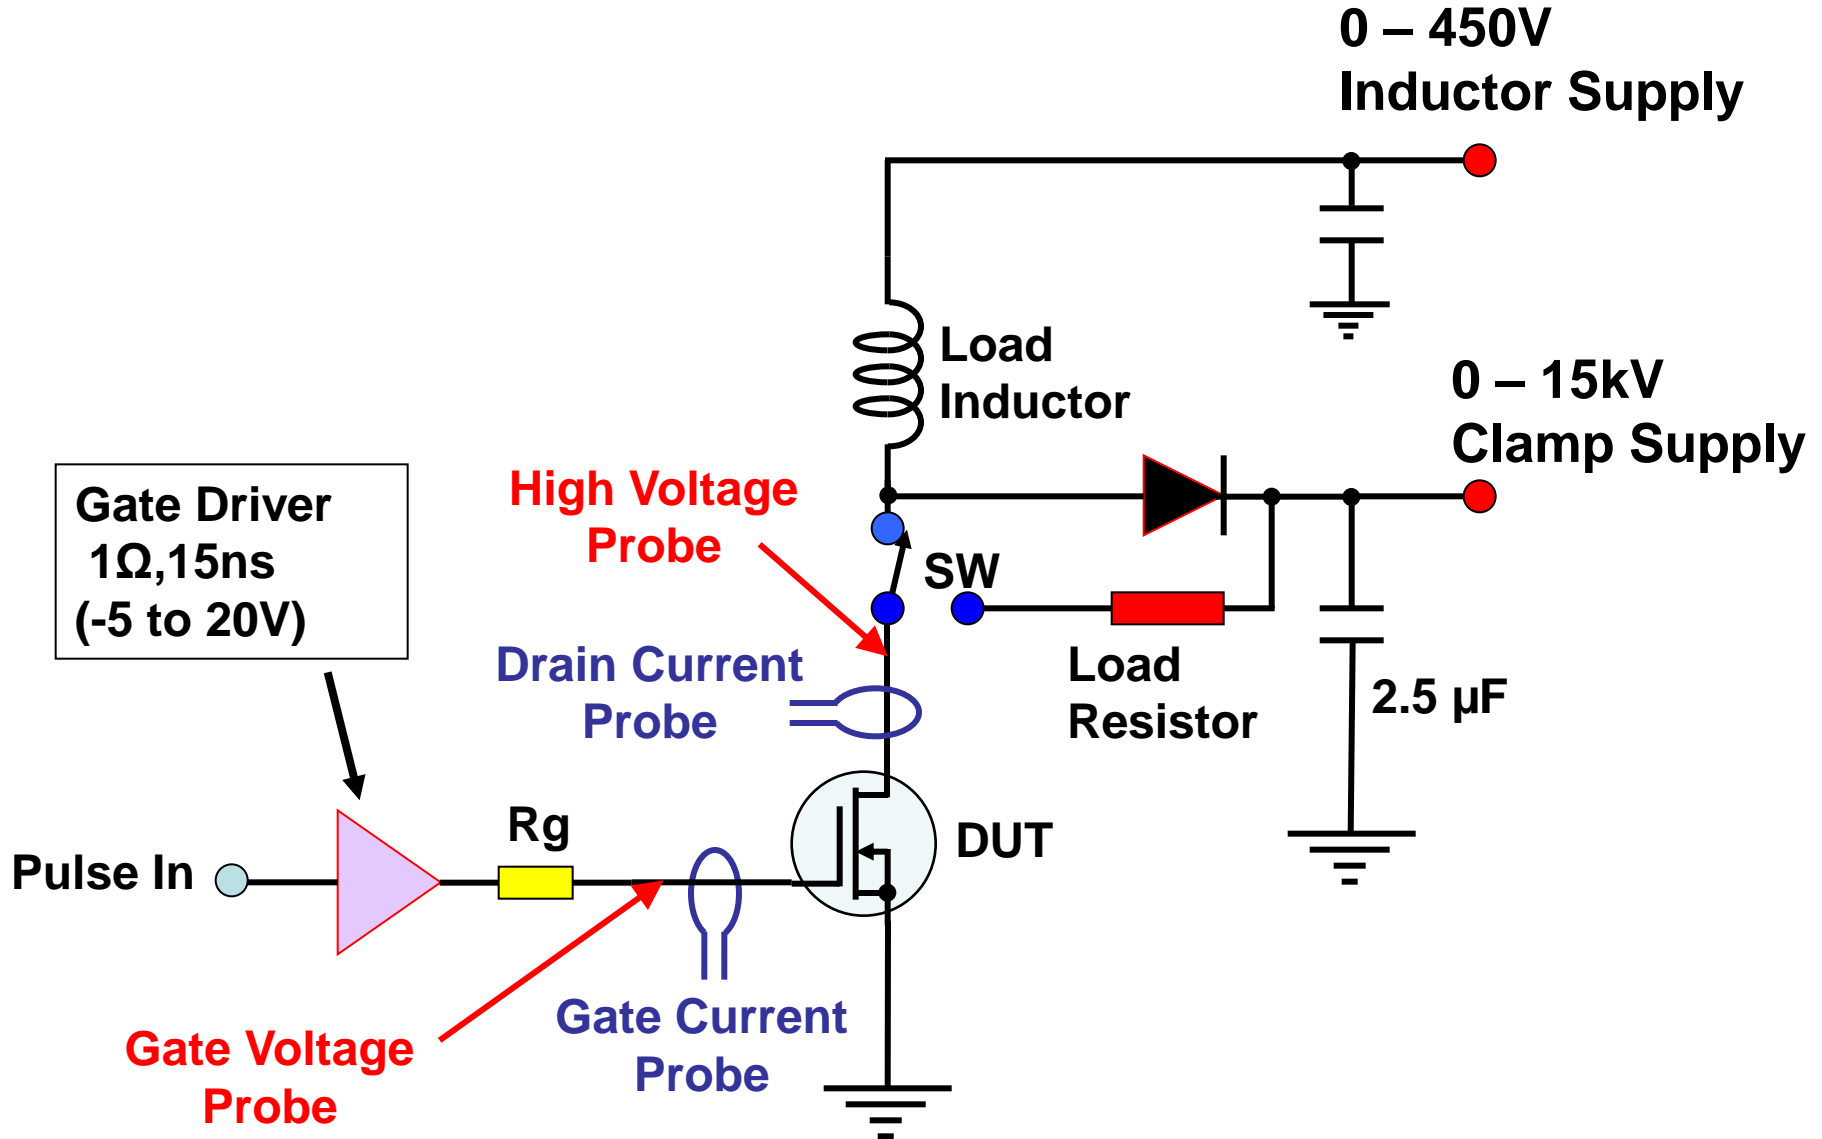 0 – 450V
Inductor Supply
Load
Inductor
0 – 15kV
Clamp Supply
High Voltage
Probe
Gate Driver
1Ω,15ns
(-5 to 20V)
SW
Drain Current
Probe
Load
Resistor
2.5 µF
Rg
DUT
Pulse In
Gate Current
Probe
Gate Voltage
Probe